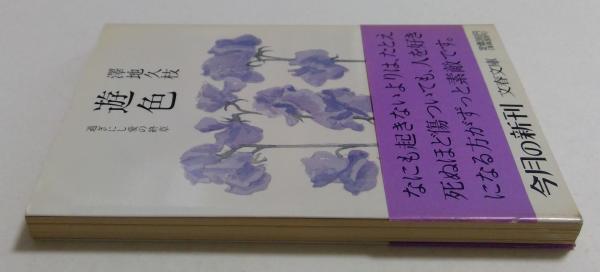 澤地久枝
遊色
過ぎにし愛の終章
なにも起きないよりは、たとえ
死ぬほど傷ついても、人を好き
になる方がずっと素敵です。
文春文庫
今月の新刊